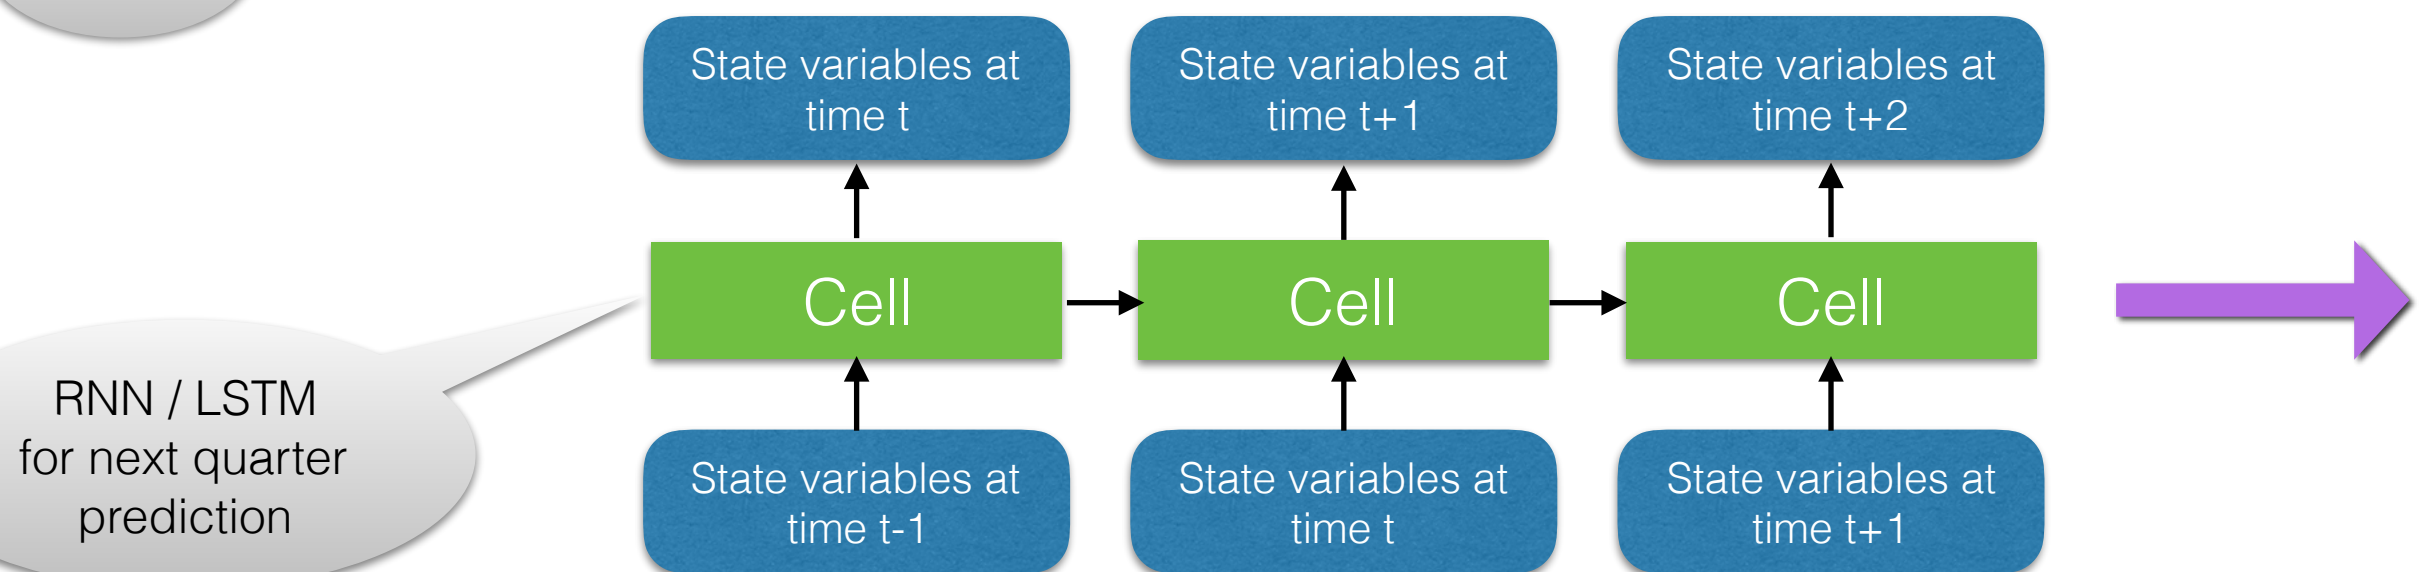 State variables at
time t
State variables at
time t+1
State variables at
time t+2
Cell
Cell
Cell
RNN / LSTM
for next quarter
prediction
State variables at
time t-1
State variables at
time t
State variables at
time t+1